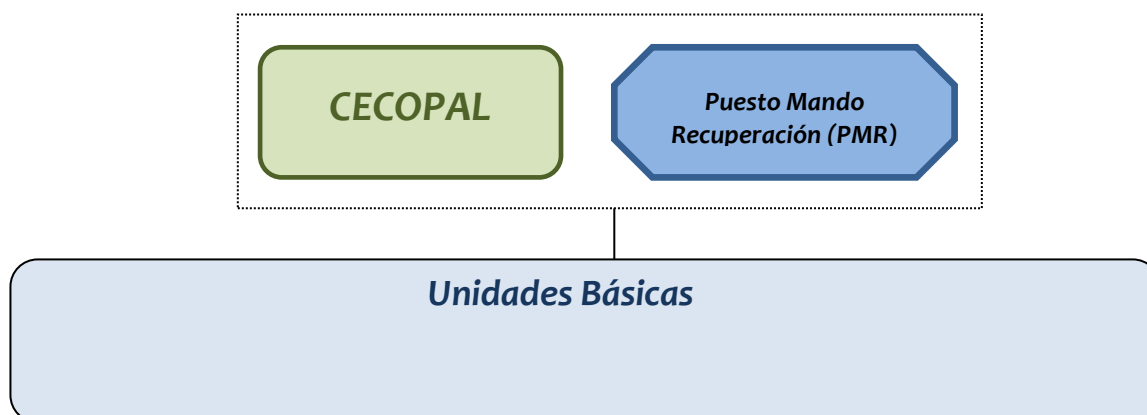 CECOPAL
Puesto Mando
Recuperación (PMR)
Unidades Básicas